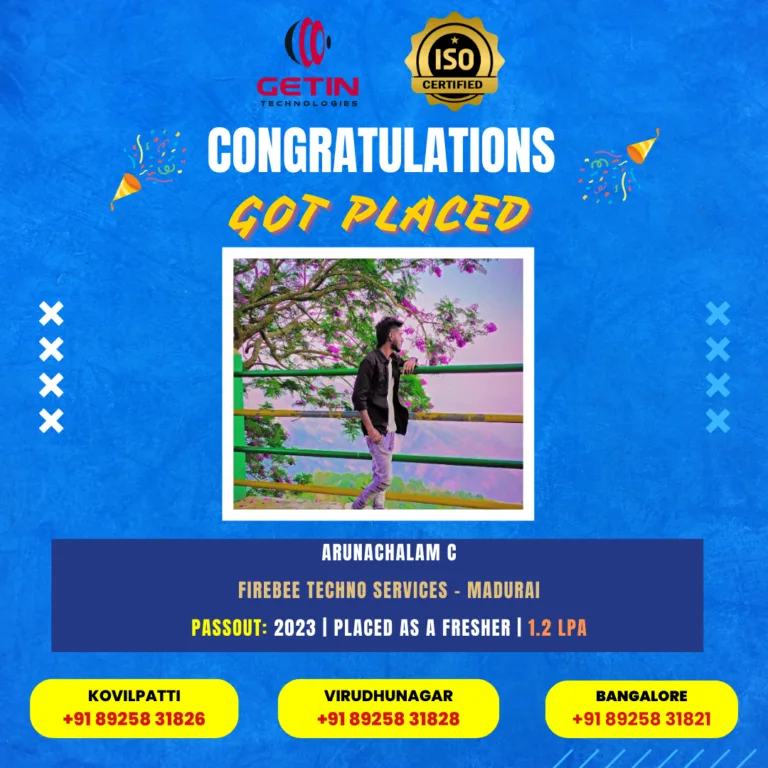 GETIN
TECHNOLOGIES
ISO
CERTIFIED
CONGRATULATIONS
GOT PLACED
ARUNACHALAM C
FIREBEE TECHNO SERVICES - MADURAI
PASSOUT: 2023 | PLACED AS A FRESHER | 1.2 LPA
KOVILPATTI
+91 89258 31826
VIRUDHUNAGAR
+91 89258 31828
BANGALORE
+91 89258 31821